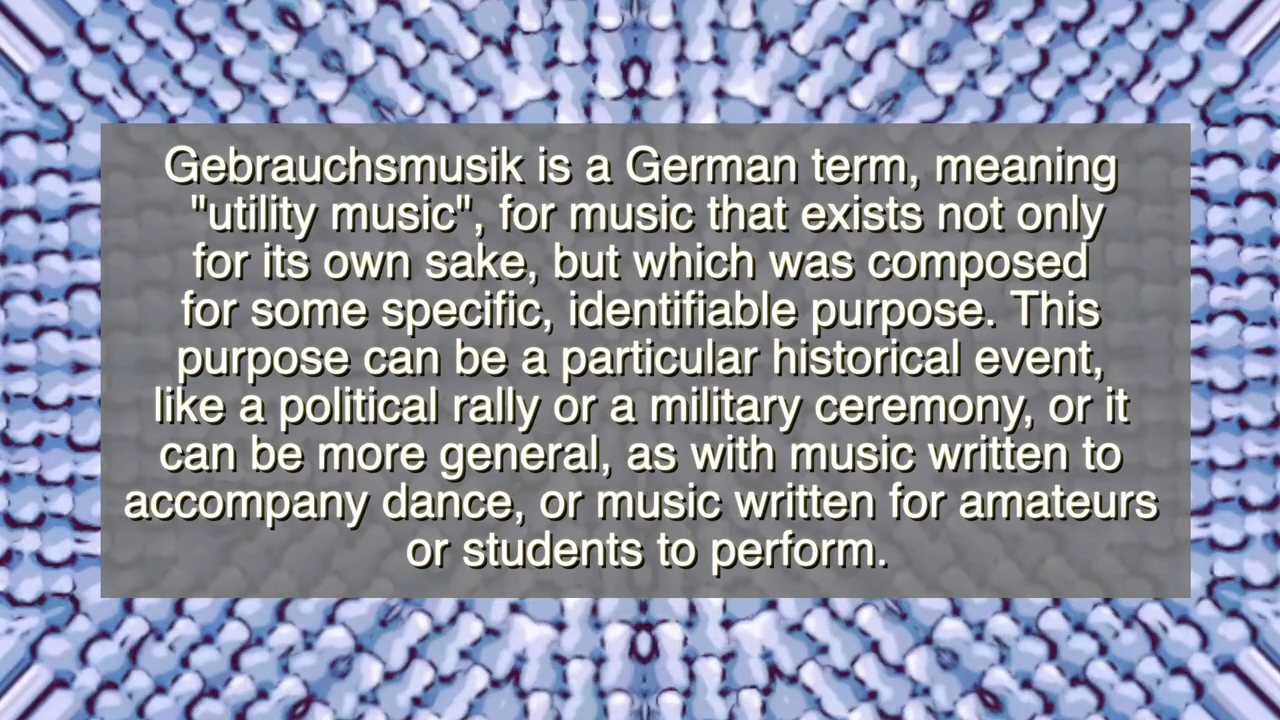 Gebrauchsmusik is a German term, meaning
"utility music", for music that exists not only
for its own sake, but which was composed
for some specific, identifiable purpose. This
purpose can be a particular historical event,
like a political rally or a military ceremony, or it
can be more general, as with music written to
accompany dance, or music written for amateurs
or students to perform.